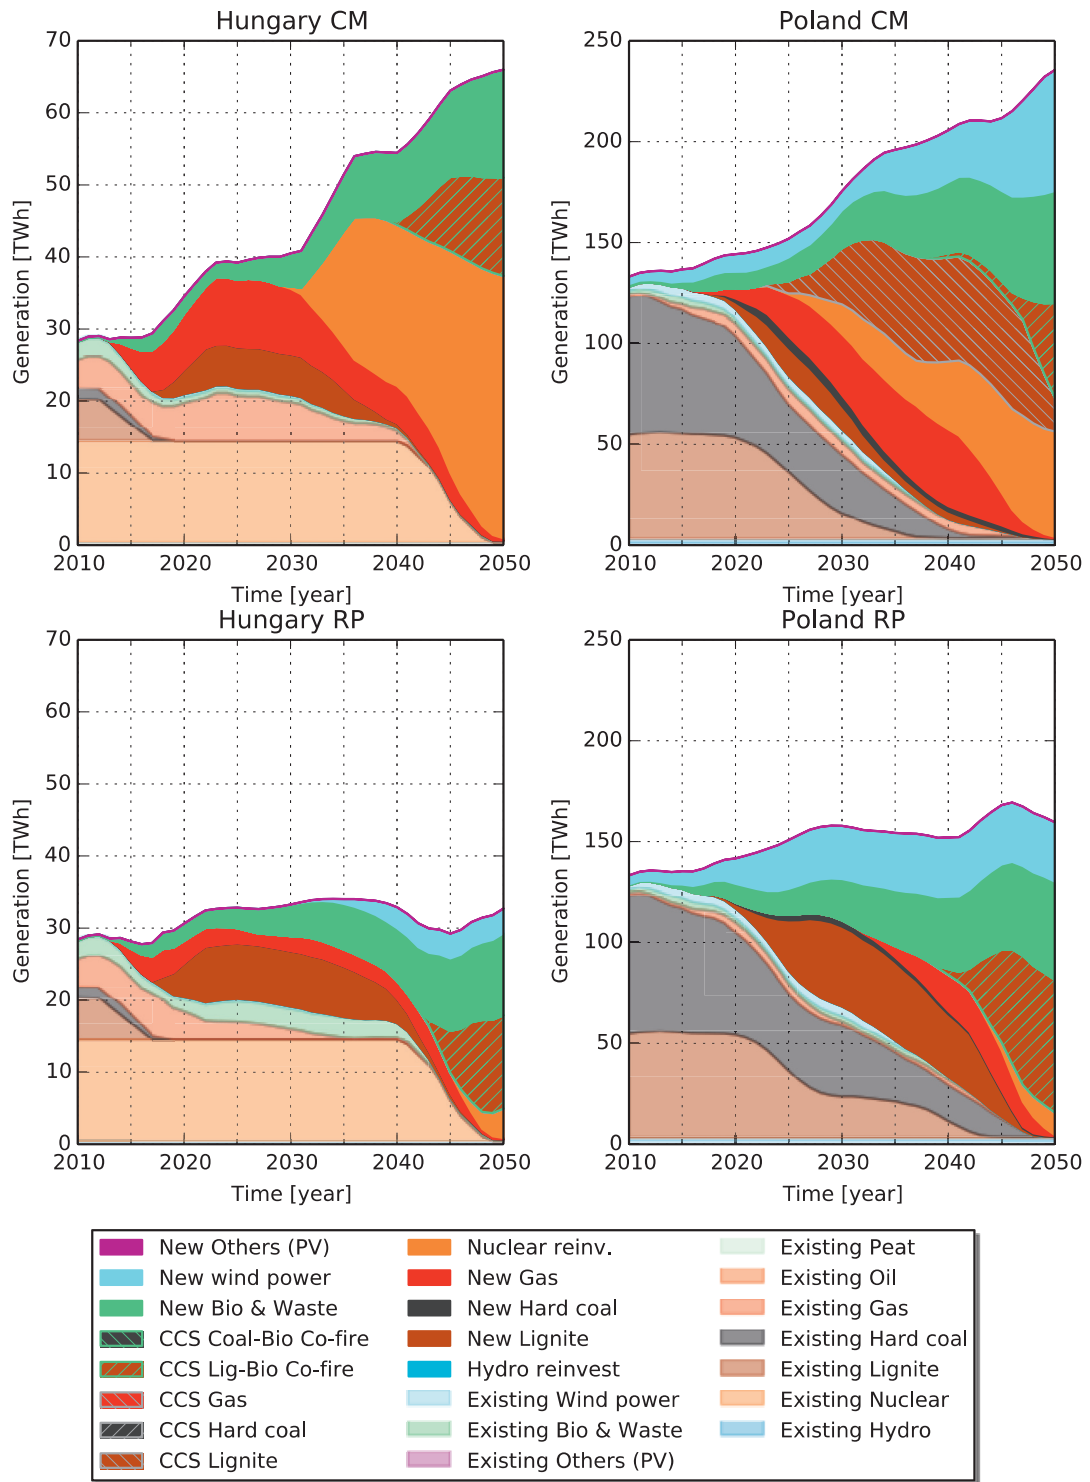 Hungary CM
70
60
50
40
30
20
10
0
Generation [TWh]
2010 2020 2030 2040 2050
Time [year]
Poland CM
250
200
150
100
50
0
Generation [TWh]
2010 2020 2030 2040 2050
Time [year]
Hungary RP
70
60
50
40
30
20
10
0
Generation [TWh]
2010 2020 2030 2040 2050
Time [year]
Poland RP
250
200
150
100
50
0
Generation [TWh]
2010 2020 2030 2040 2050
Time [year]
New Others (PV)
New wind power
New Bio & Waste
CCS Coal-Bio Co-fire
CCS Lig-Bio Co-fire
CCS Gas
CCS Hard coal
CCS Lignite
Nuclear reinv.
New Gas
New Hard coal
New Lignite
Hydro reinvest
Existing Wind power
Existing Bio & Waste
Existing Others (PV)
Existing Peat
Existing Oil
Existing Gas
Existing Hard coal
Existing Lignite
Existing Nuclear
Existing Hydro